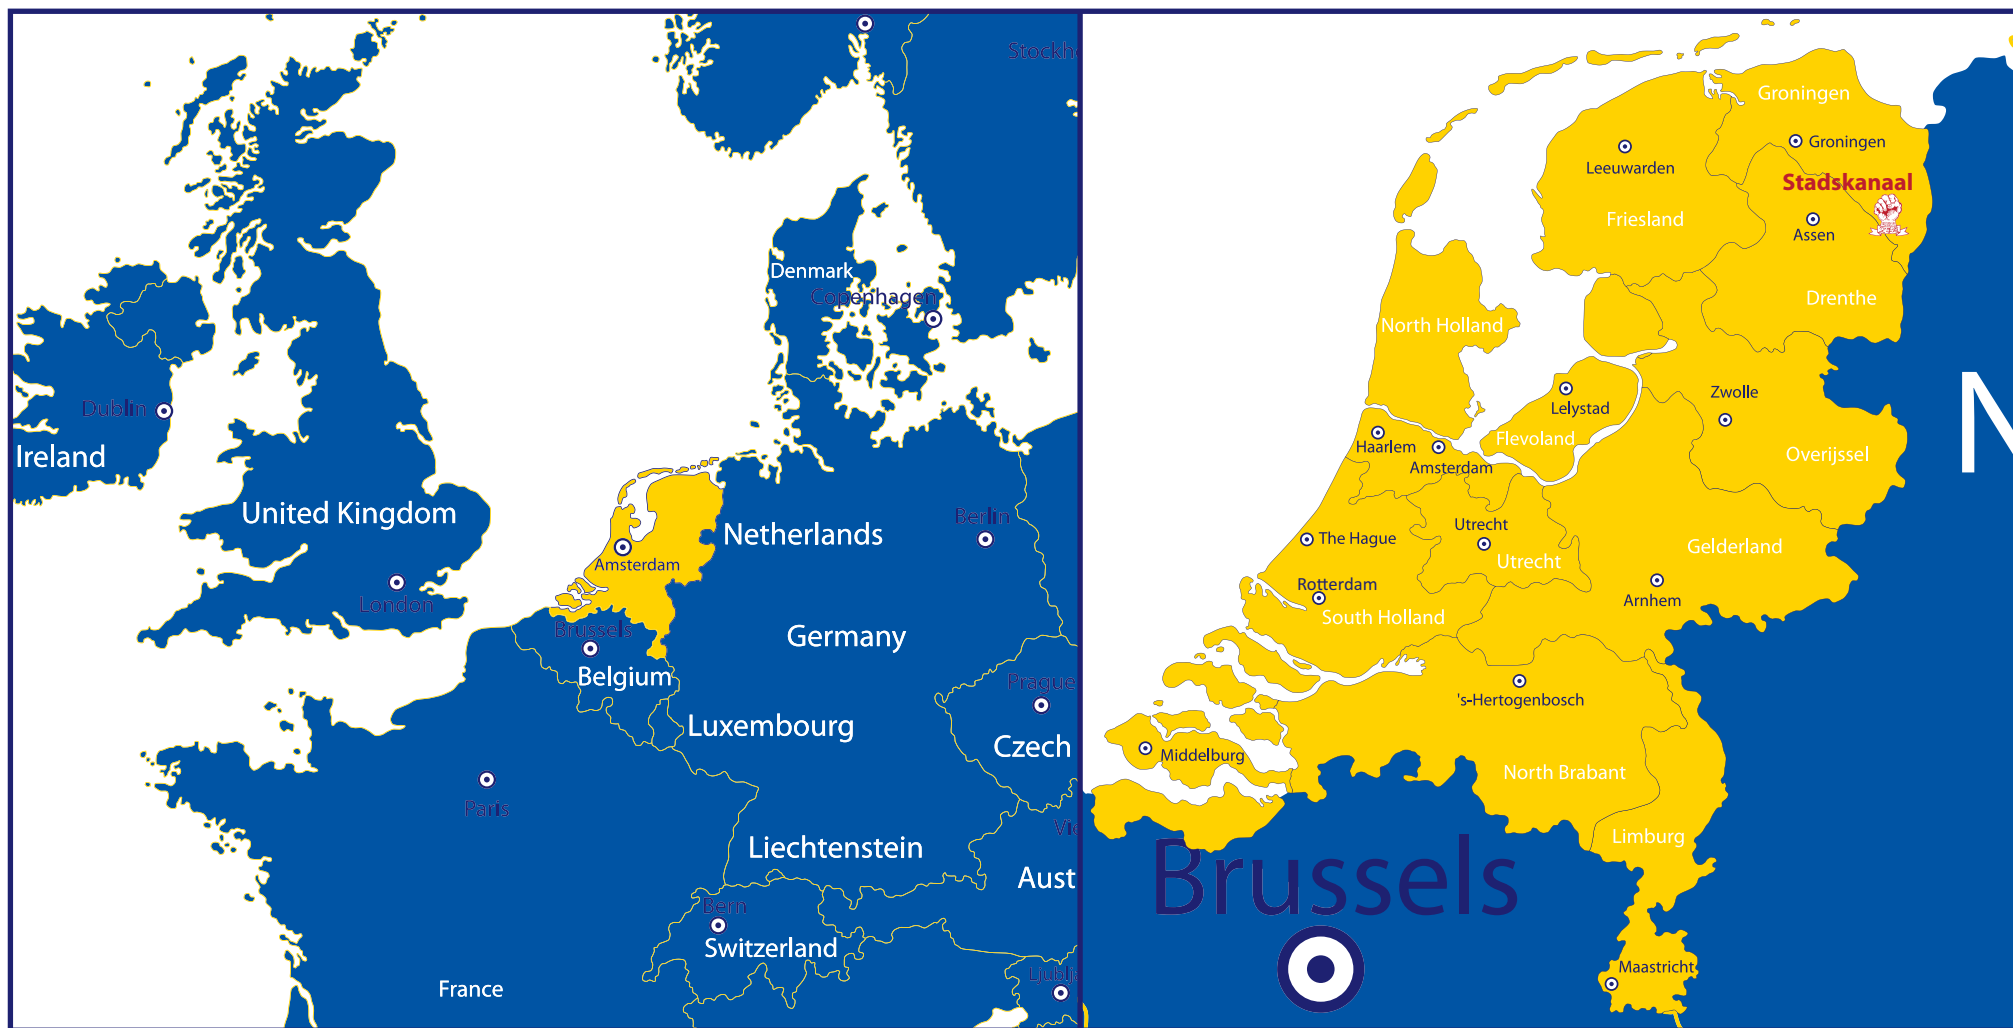 Stockh
Denmark
Copenhagen
Dublin
Ireland
United Kingdom
London
Netherlands
Amsterdam
Berlin
Brussels
Belgium
Germany
Prague
Luxembourg
Czech
Paris
Vie
Liechtenstein
Aust
Bern
Switzerland
France
Ljublja
Groningen
Groningen
Leeuwarden
Stadskanaal
Friesland
Assen
Drenthe
North Holland
Zwolle
Lelystad
Flevoland
Haarlem
Amsterdam
Overijssel
N
Utrecht
The Hague
Utrecht
Gelderland
Rotterdam
Arnhem
South Holland
's-Hertogenbosch
Middelburg
North Brabant
Limburg
Brussels
Maastricht